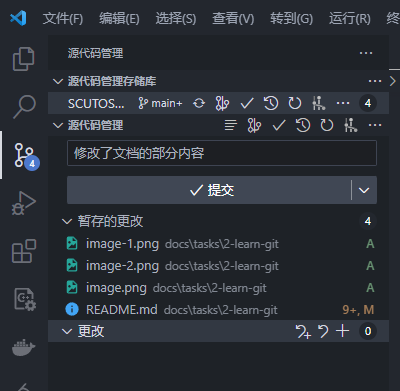 文件(F) 编辑(E) 选择(S) 查看(V) 转到(G) 运行(R) 终
源代码管理
源代码管理存储库
SCUTOS... main+ 4
源代码管理
4
修改了文档的部分内容
提交
暂存的更改 4
image-1.png docs\tasks\2-learn-git A
image-2.png docs\tasks\2-learn-git A
image.png docs\tasks\2-learn-git A
README.md docs\tasks\2-learn-git 9+, M
更改 0